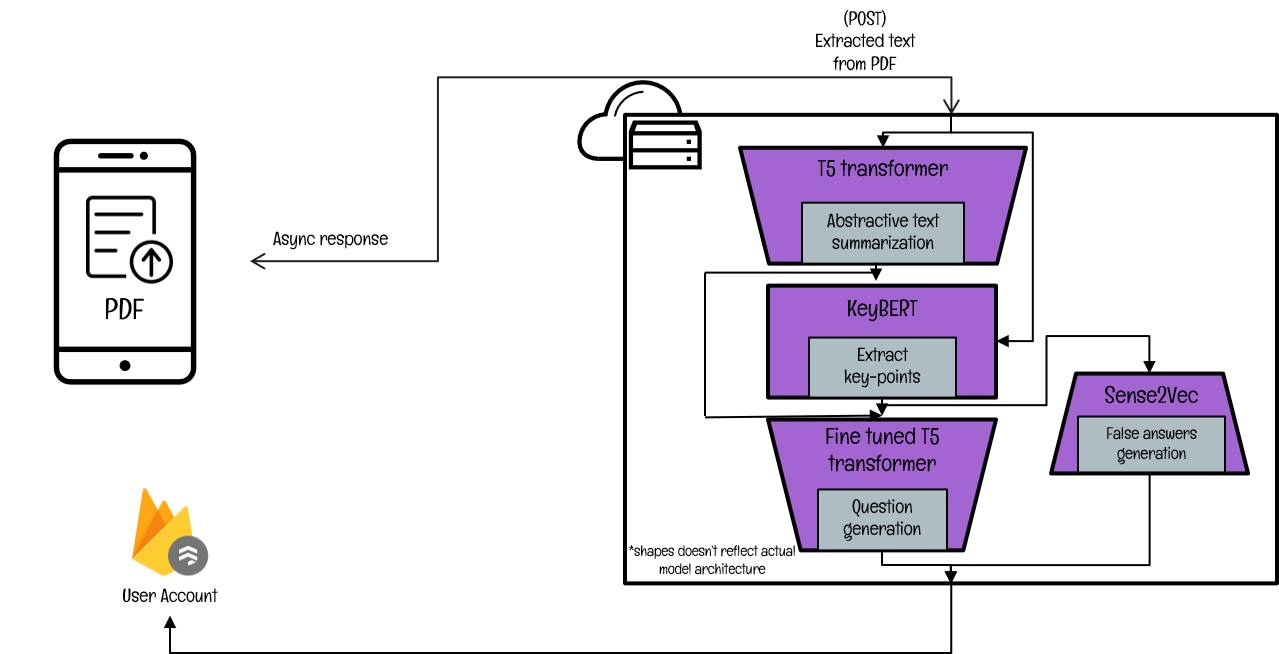 (POST)
Extracted text
from PDF
T5 transformer
Abstractive text
summarization
Async response
PDF
KeyBERT
Extract
key-points
Sense2Vec
False answers
generation
Fine tuned T5
transformer
Question
generation
*shapes doesn't reflect actual
model architecture
User Account